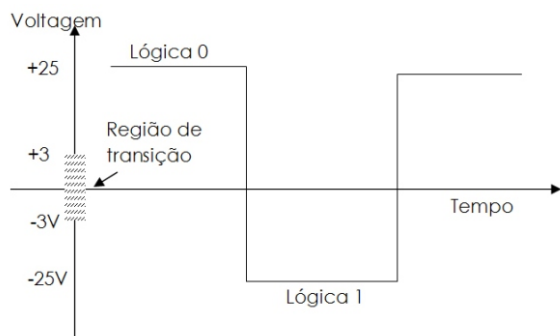 Voltagem
Lógica 0
+25
Região de
transição
+3
Tempo
-3V
-25V
Lógica 1